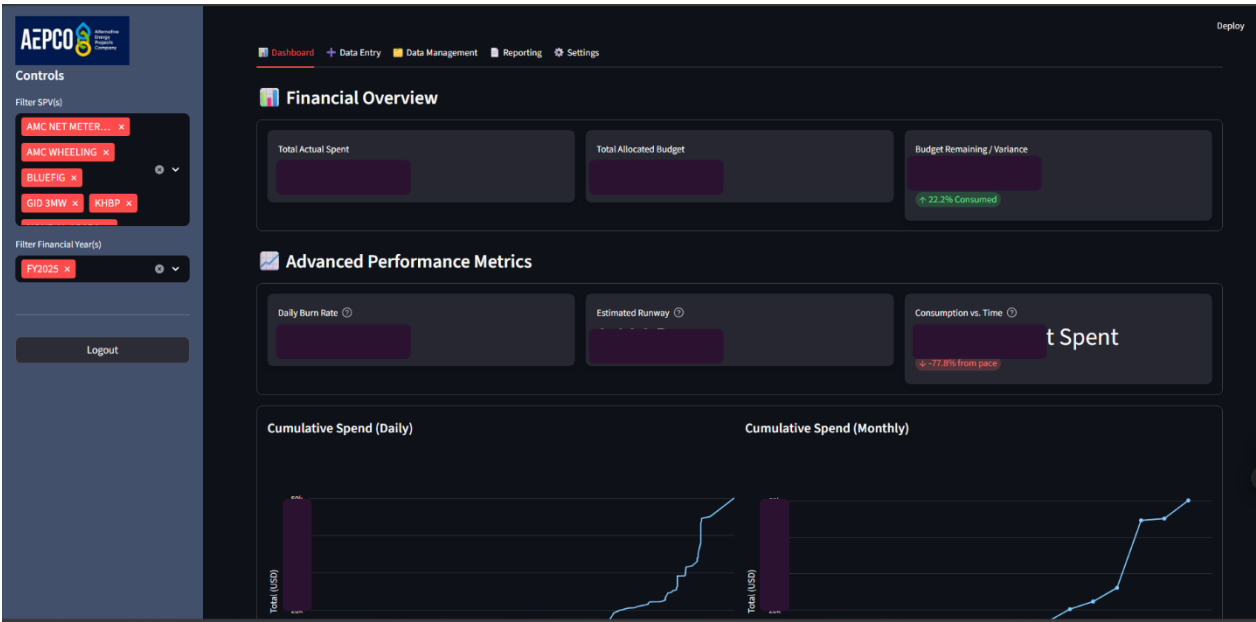 Deploy
AEPCO Alternative Energy Projects Company
Controls
Filter SPV(s)
AMC NET METER... ×
AMC WHEELING ×
BLUEFIG ×
GID 3MW × KHBP ×
Filter Financial Year(s)
FY2025 ×
Logout
Dashboard Data Entry Data Management Reporting Settings
Financial Overview
Total Actual Spent
Total Allocated Budget
Budget Remaining / Variance
↑ 22.2% Consumed
Advanced Performance Metrics
Daily Burn Rate
Estimated Runway
Consumption vs. Time
t Spent
↓ -77.8% from pace
Cumulative Spend (Daily)
Total (USD)
Cumulative Spend (Monthly)
Total (USD)